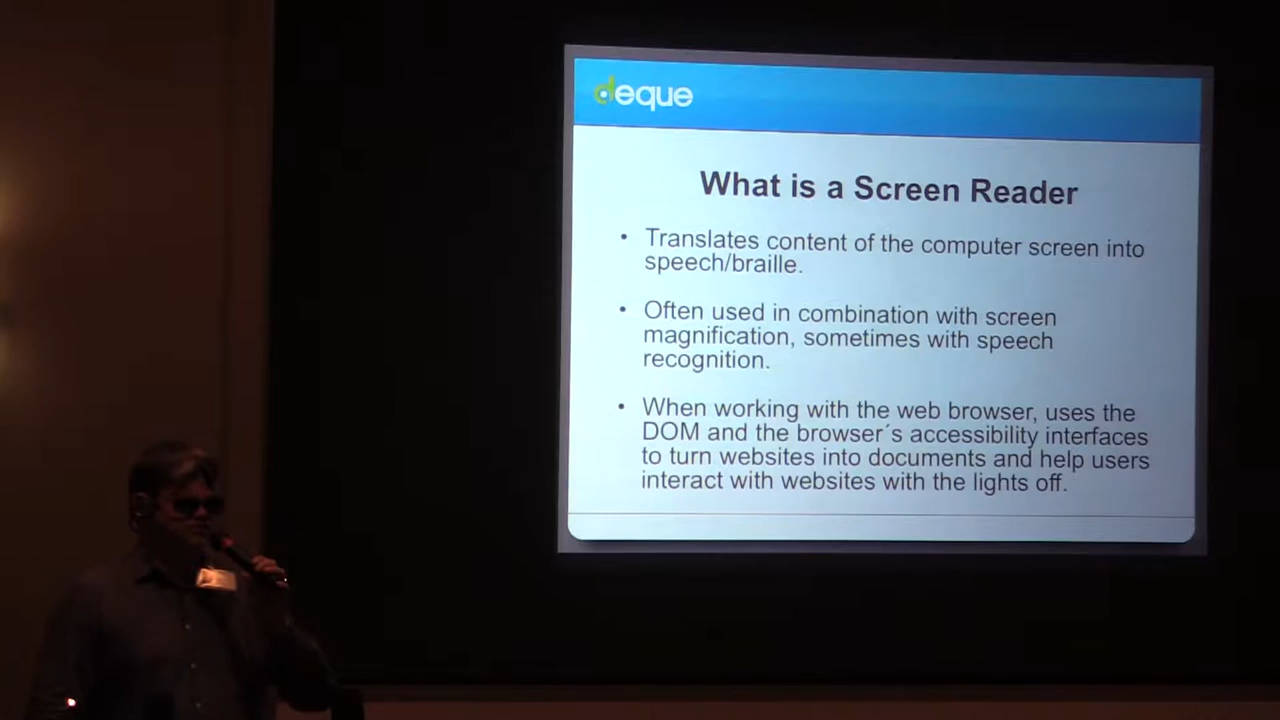 deque
What is a Screen Reader
• Translates content of the computer screen into
speech/braille.
• Often used in combination with screen
magnification, sometimes with speech
recognition.
• When working with the web browser, uses the
DOM and the browser´s accessibility interfaces
to turn websites into documents and help users
interact with websites with the lights off.